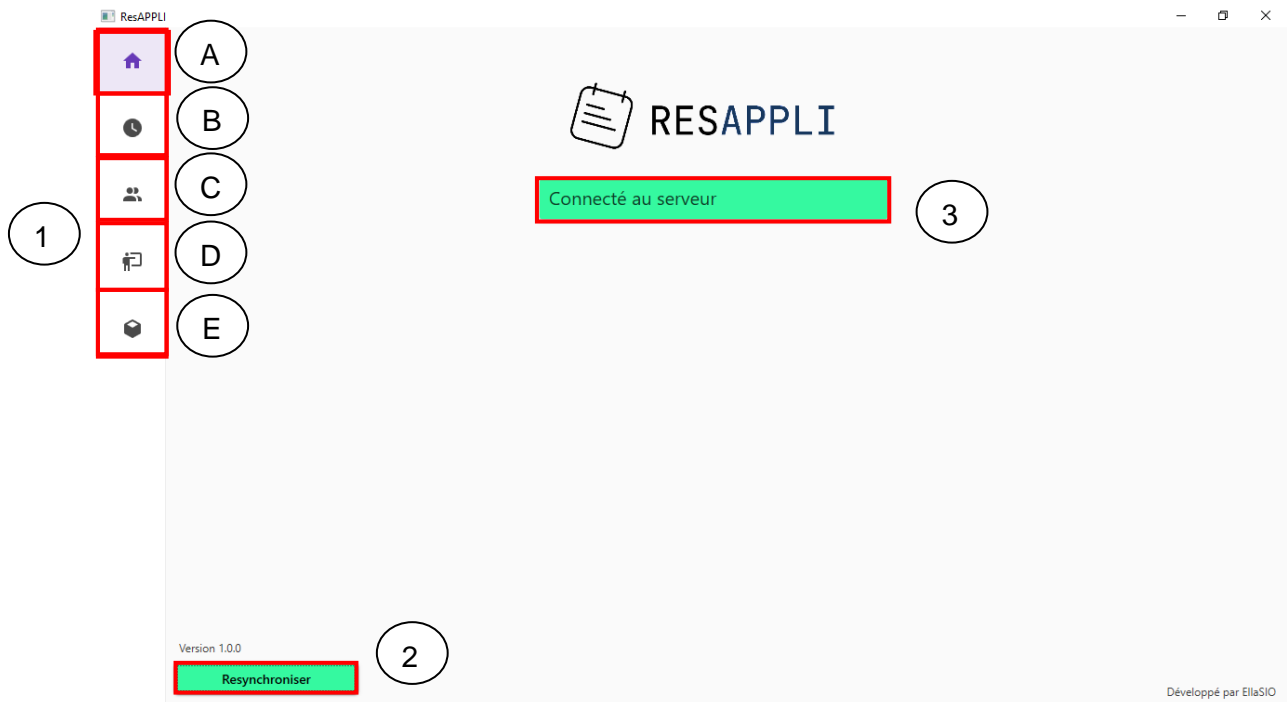 ResAPPLI
A
B
C
1
D
E
RESAPPLI
Connecté au serveur
3
Version 1.0.0
2
Resynchroniser
Développé par EllaSIO